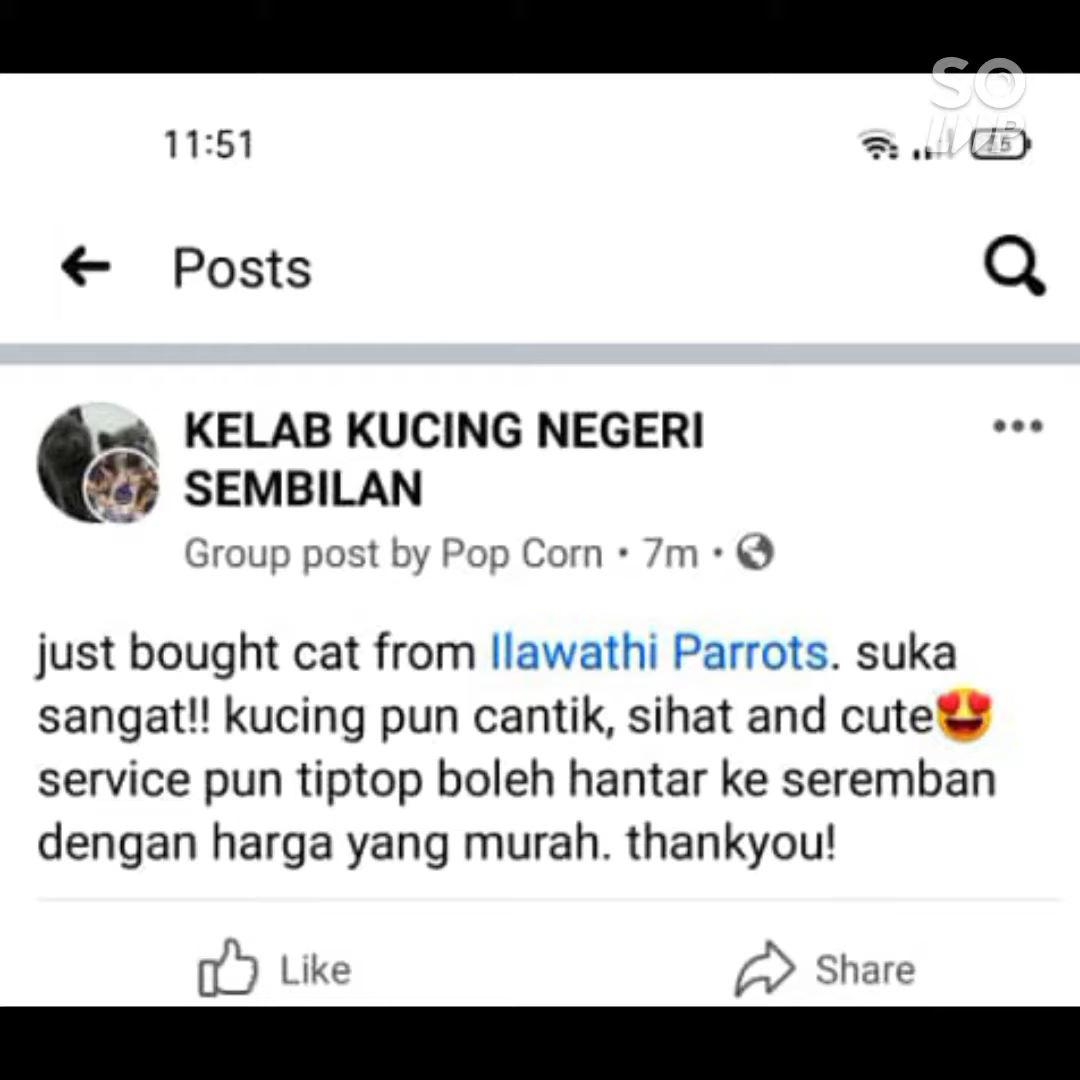 SO
11:51
45
Posts
KELAB KUCING NEGERI
SEMBILAN
Group post by Pop Corn • 7m •
just bought cat from Ilawathi Parrots. suka
sangat!! kucing pun cantik, sihat and cute😍
service pun tiptop boleh hantar ke seremban
dengan harga yang murah. thankyou!
Like
Share